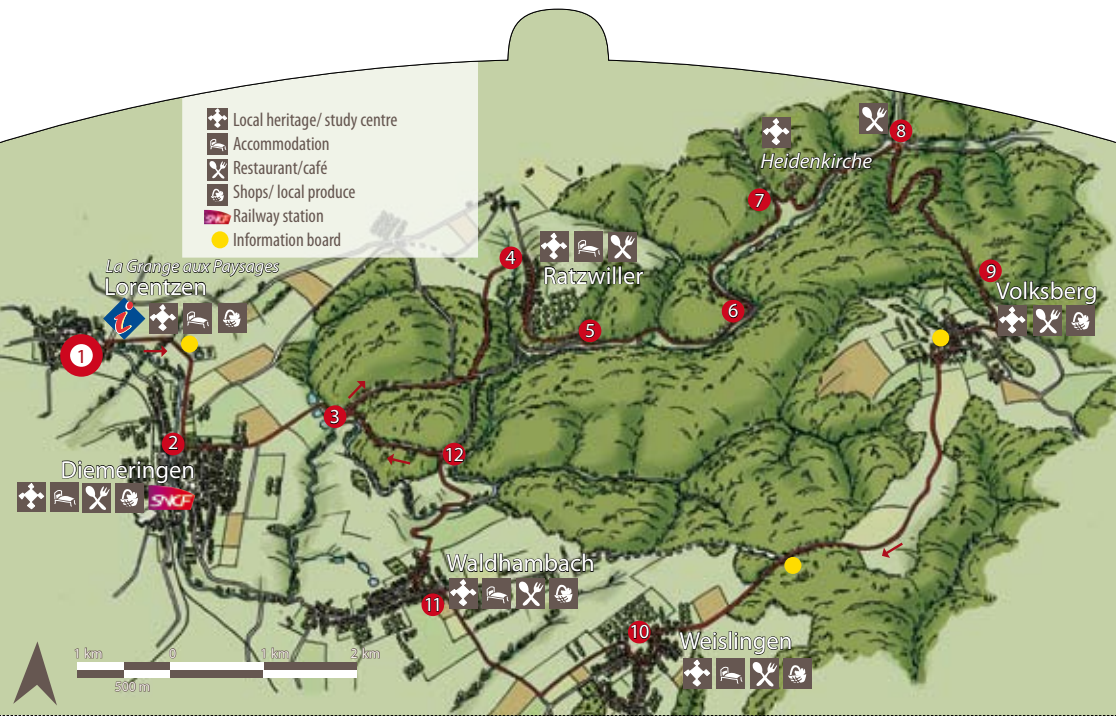 Local heritage/ study centre
Accommodation
Restaurant/café
Shops/ local produce
SNCF Railway station
Information board
8
Heidenkirche
7
4
Ratzwiller
La Grange aux Paysages
Lorentzen
i
9
Volksberg
6
5
1
3
2
12
Diemeringen
SNCF
Waldhambach
11
10
Weislingen
1 km 0 1 km 2 km
500 m